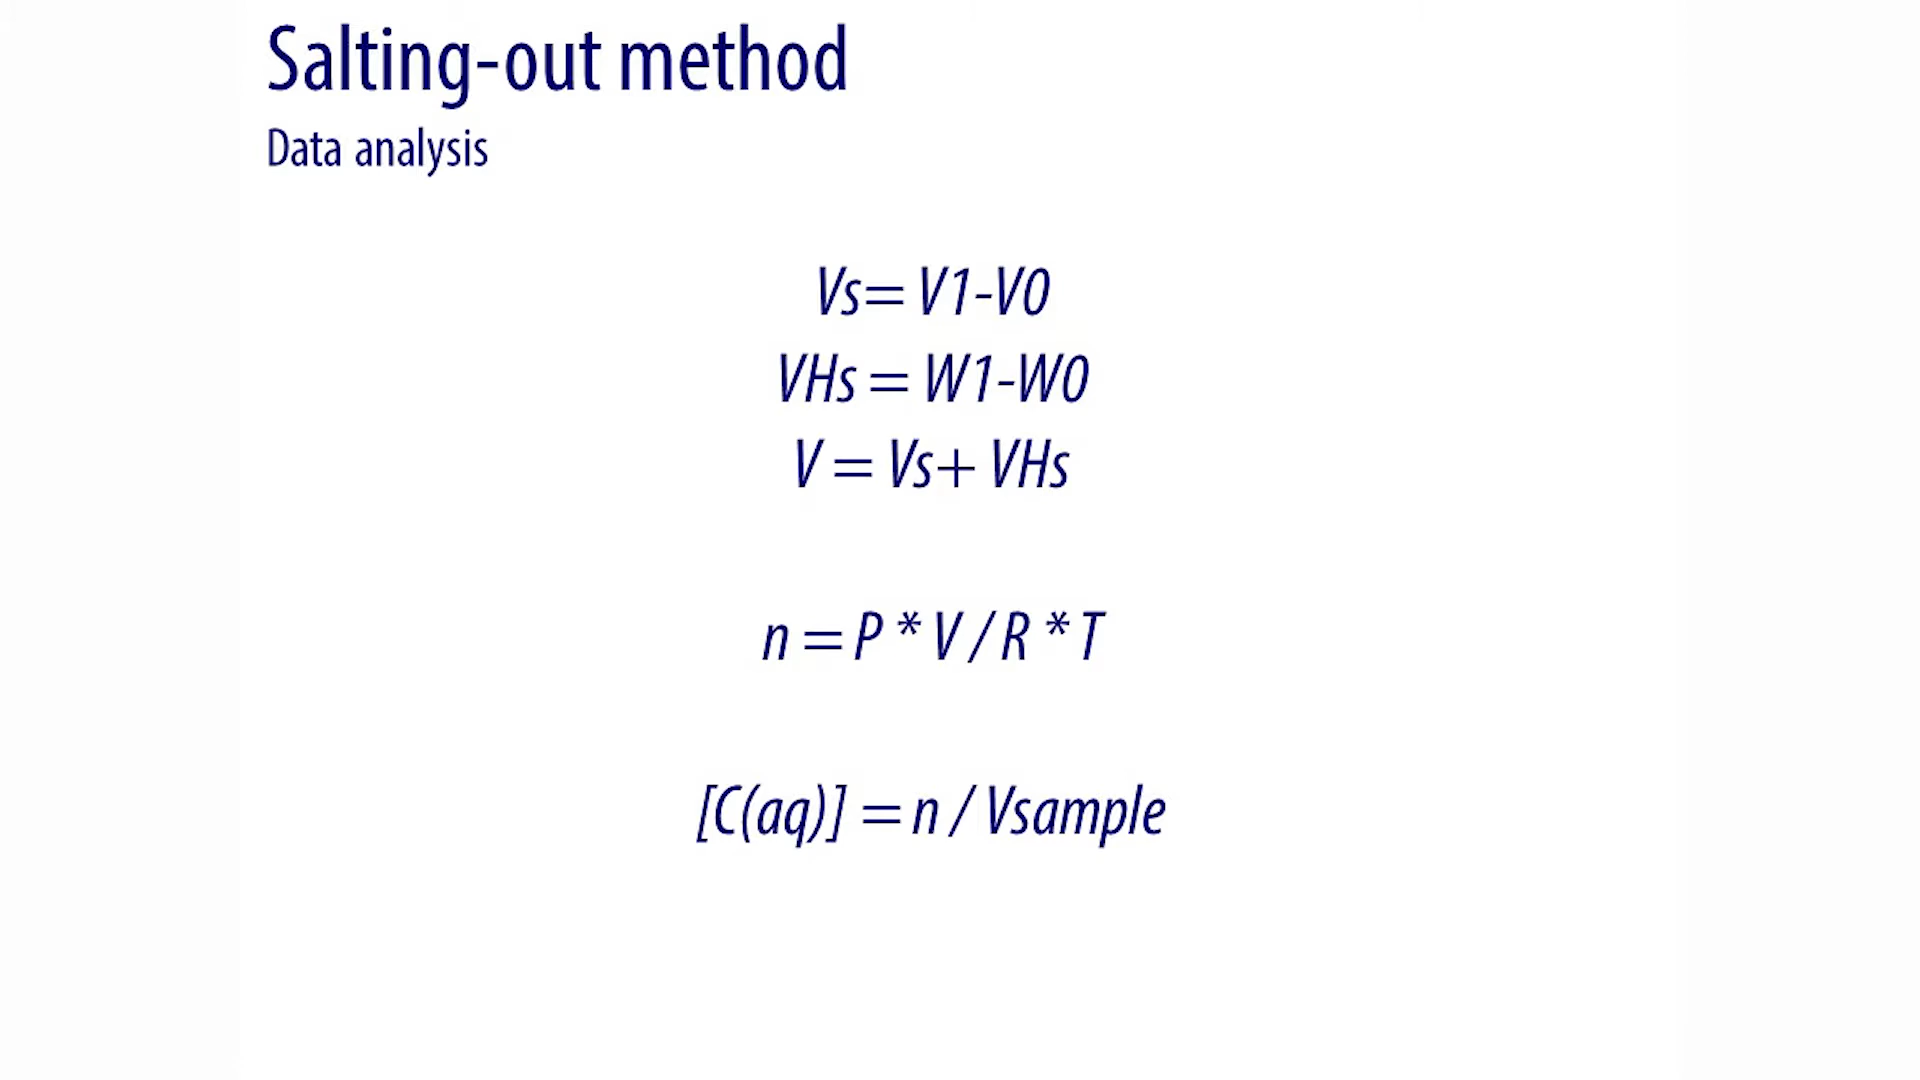 Salting-out method
Data analysis
Vs= V1-V0
VHs = W1-W0
V = Vs+ VHs
n = P * V / R * T
[C(aq)] = n / Vsample